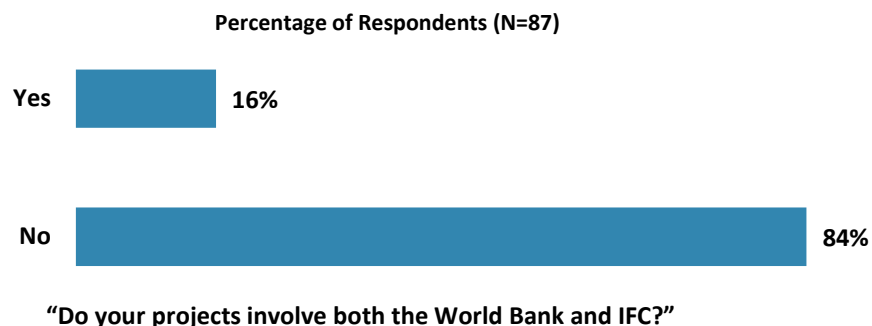 Percentage of Respondents (N=87)
Yes 16%
No 84%
“Do your projects involve both the World Bank and IFC?”